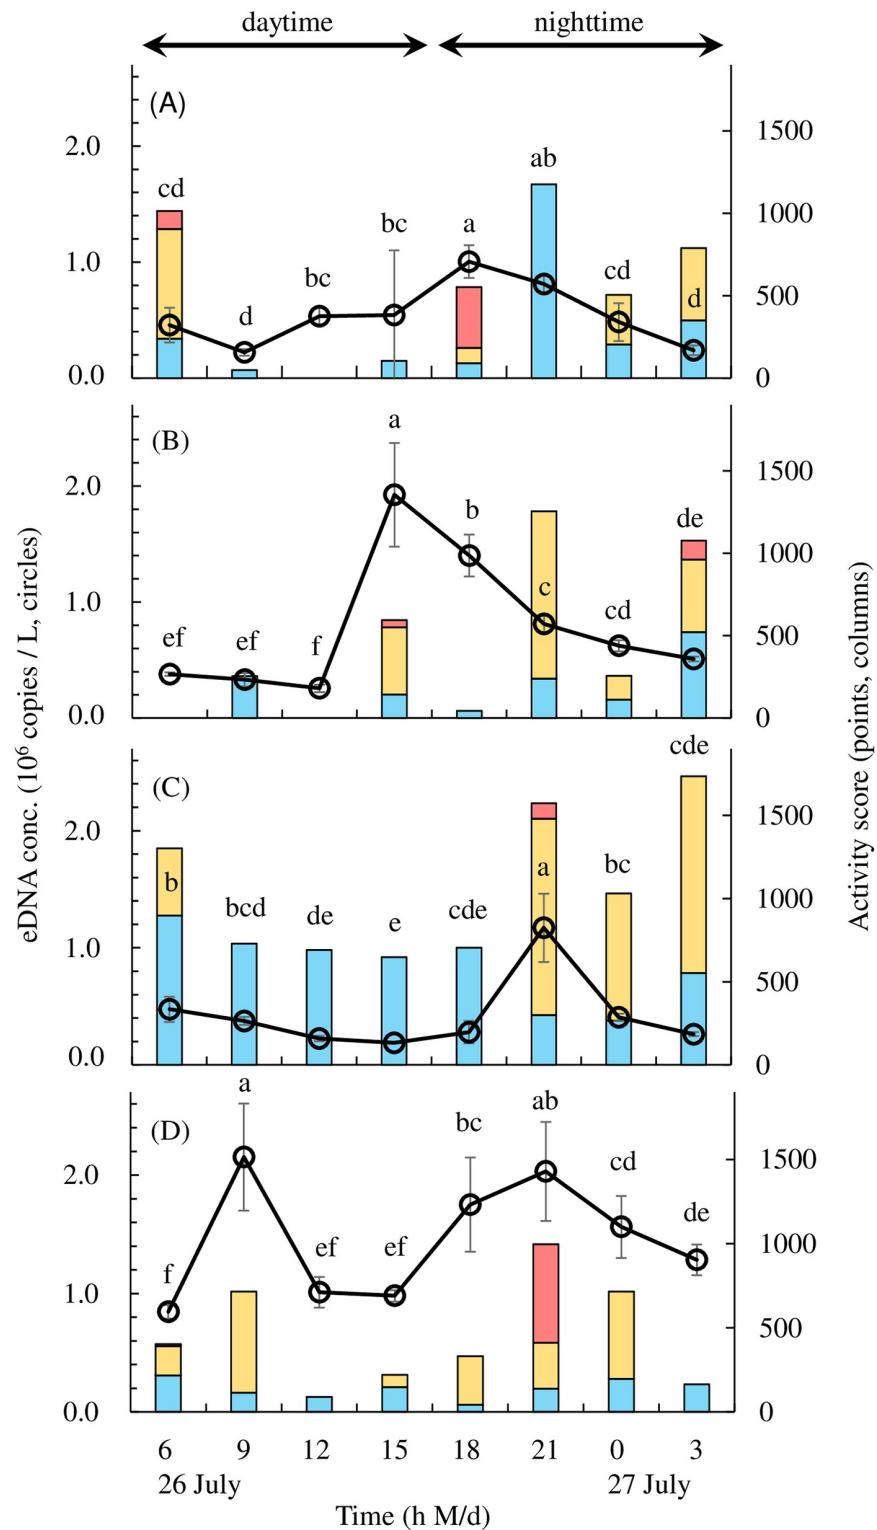 daytime nighttime
(A)
2.0
1.0
0.0
1500
1000
500
0
cd
d
bc
bc
a
ab
cd
d
(B)
2.0
1.0
0.0
1500
1000
500
0
ef
ef
f
a
b
c
cd
de
(C)
2.0
1.0
0.0
1500
1000
500
0
b
bcd
de
e
cde
a
bc
cde
(D)
2.0
1.0
0.0
1500
1000
500
0
f
a
ef
ef
bc
ab
cd
de
eDNA conc. (10⁶ copies / L, circles)
Activity score (points, columns)
6 9 12 15 18 21 0 3
26 July 27 July
Time (h M/d)